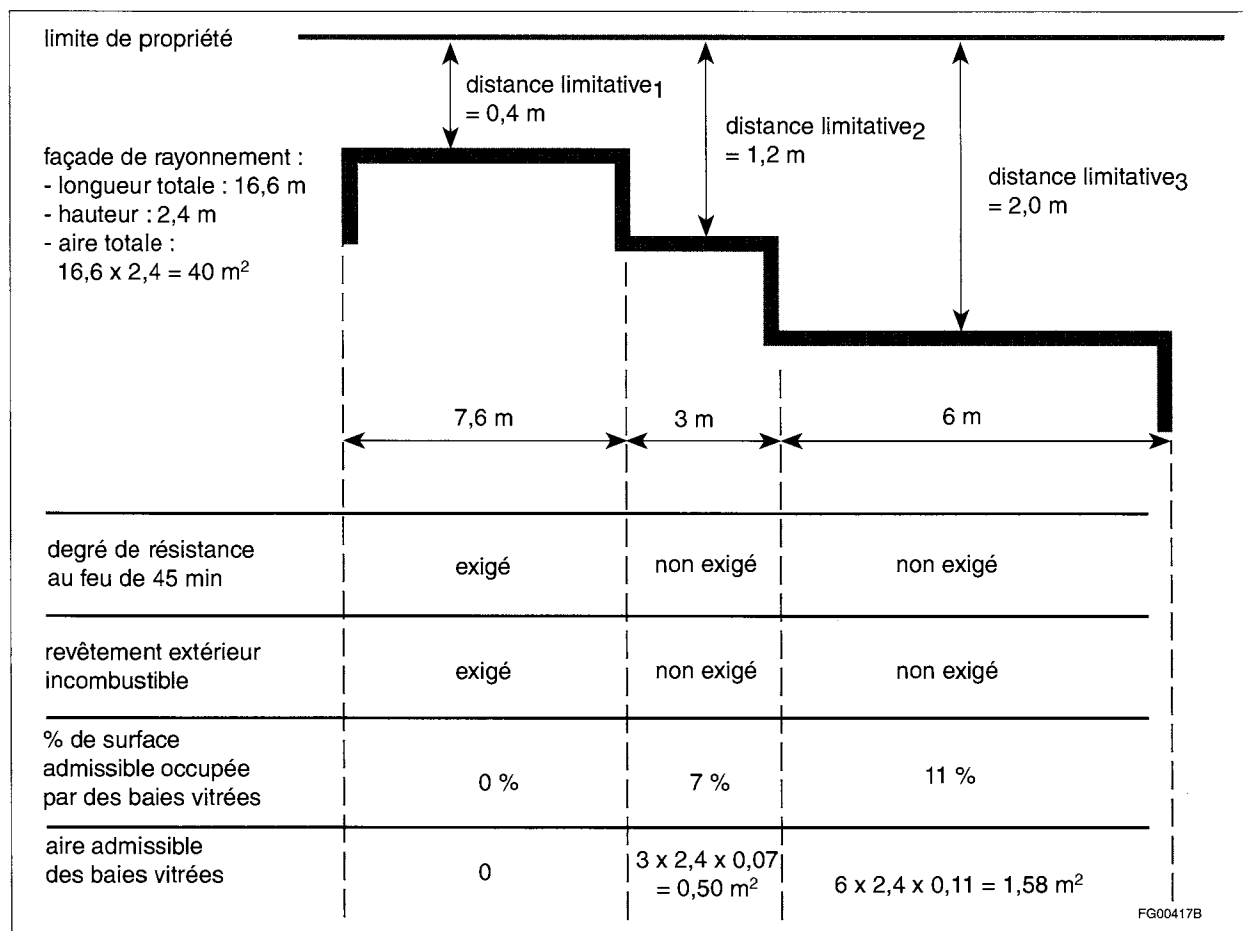 limite de propriété
distance limitative1
= 0,4 m
distance limitative2
= 1,2 m
distance limitative3
= 2,0 m
façade de rayonnement :
- longueur totale : 16,6 m
- hauteur : 2,4 m
- aire totale :
16,6 x 2,4 = 40 m²
7,6 m
3 m
6 m
degré de résistance
au feu de 45 min
exigé
non exigé
non exigé
revêtement extérieur
incombustible
exigé
non exigé
non exigé
% de surface
admissible occupée
par des baies vitrées
0 %
7 %
11 %
aire admissible
des baies vitrées
0
3 x 2,4 x 0,07
= 0,50 m²
6 x 2,4 x 0,11 = 1,58 m²
FG00417B